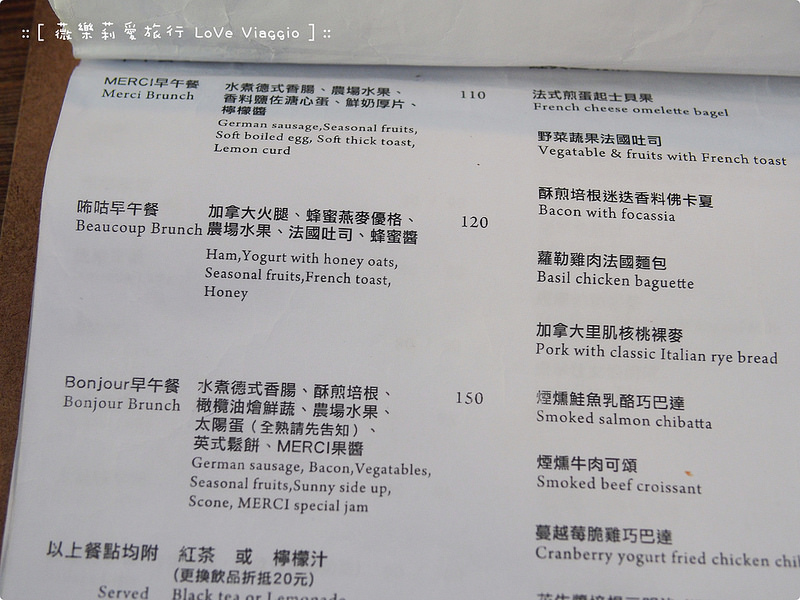 ::[ 薇樂莉愛旅行 LoVe Viaggio ]::
MERCI早午餐
Merci Brunch
水煮德式香腸、農場水果、
香料鹽佐溏心蛋、鮮奶厚片、
檸檬醬
German sausage,Seasonal fruits,
Soft boiled egg, Soft thick toast,
Lemon curd
110
咘咕早午餐
Beaucoup Brunch
加拿大火腿、蜂蜜燕麥優格、
農場水果、法國吐司、蜂蜜醬
Ham,Yogurt with honey oats,
Seasonal fruits,French toast,
Honey
120
Bonjour早午餐
Bonjour Brunch
水煮德式香腸、酥煎培根、
橄欖油燴鮮蔬、農場水果、
太陽蛋（全熟請先告知）、
英式鬆餅、MERCI果醬
German sausage, Bacon,Vegatables,
Seasonal fruits,Sunny side up,
Scone, MERCI special jam
150
以上餐點均附 紅茶 或 檸檬汁
(更換飲品折抵20元)
Served Black tea or Lemonade
法式煎蛋起士貝果
French cheese omelette bagel
野菜蔬果法國吐司
Vegatable & fruits with French toast
酥煎培根迷迭香料佛卡夏
Bacon with focassia
蘿勒雞肉法國麵包
Basil chicken baguette
加拿大里肌核桃裸麥
Pork with classic Italian rye bread
煙燻鮭魚乳酪巧巴達
Smoked salmon chibatta
煙燻牛肉可頌
Smoked beef croissant
蔓越莓脆雞巧巴達
Cranberry yogurt fried chicken chi